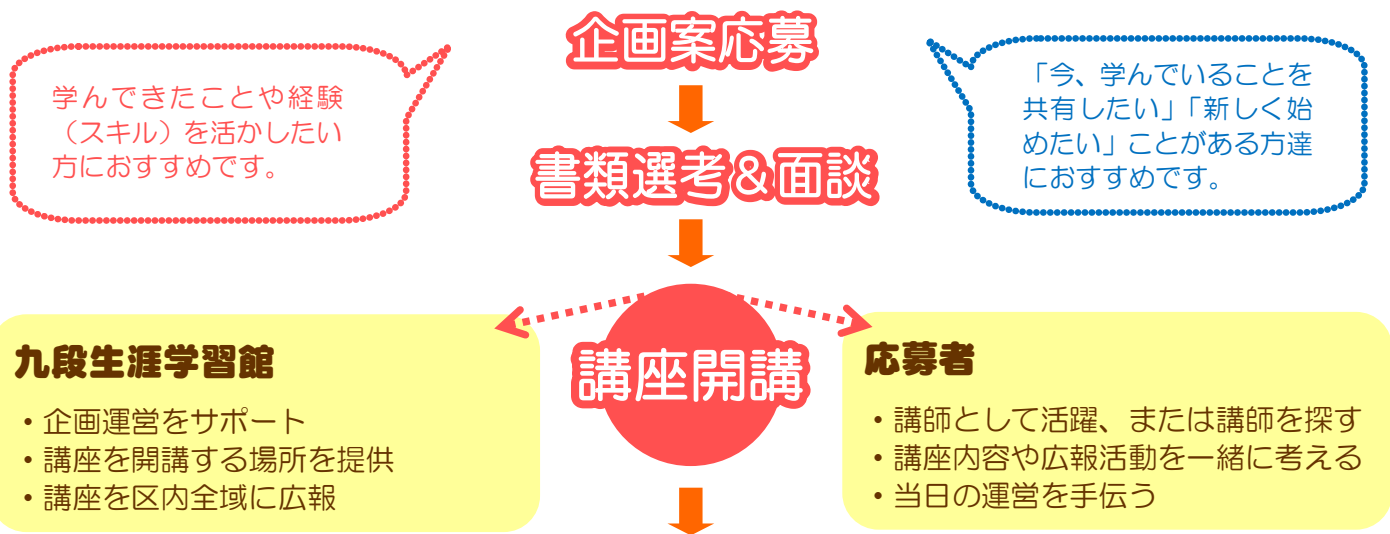 企画案応募
学んできたことや経験
（スキル）を活かしたい
方におすすめです。
「今、学んでいることを
共有したい」「新しく始
めたい」ことがある方達
におすすめです。
書類選考＆面談
講座開講
九段生涯学習館
・企画運営をサポート
・講座を開講する場所を提供
・講座を区内全域に広報
応募者
・講師として活躍、または講師を探す
・講座内容や広報活動を一緒に考える
・当日の運営を手伝う